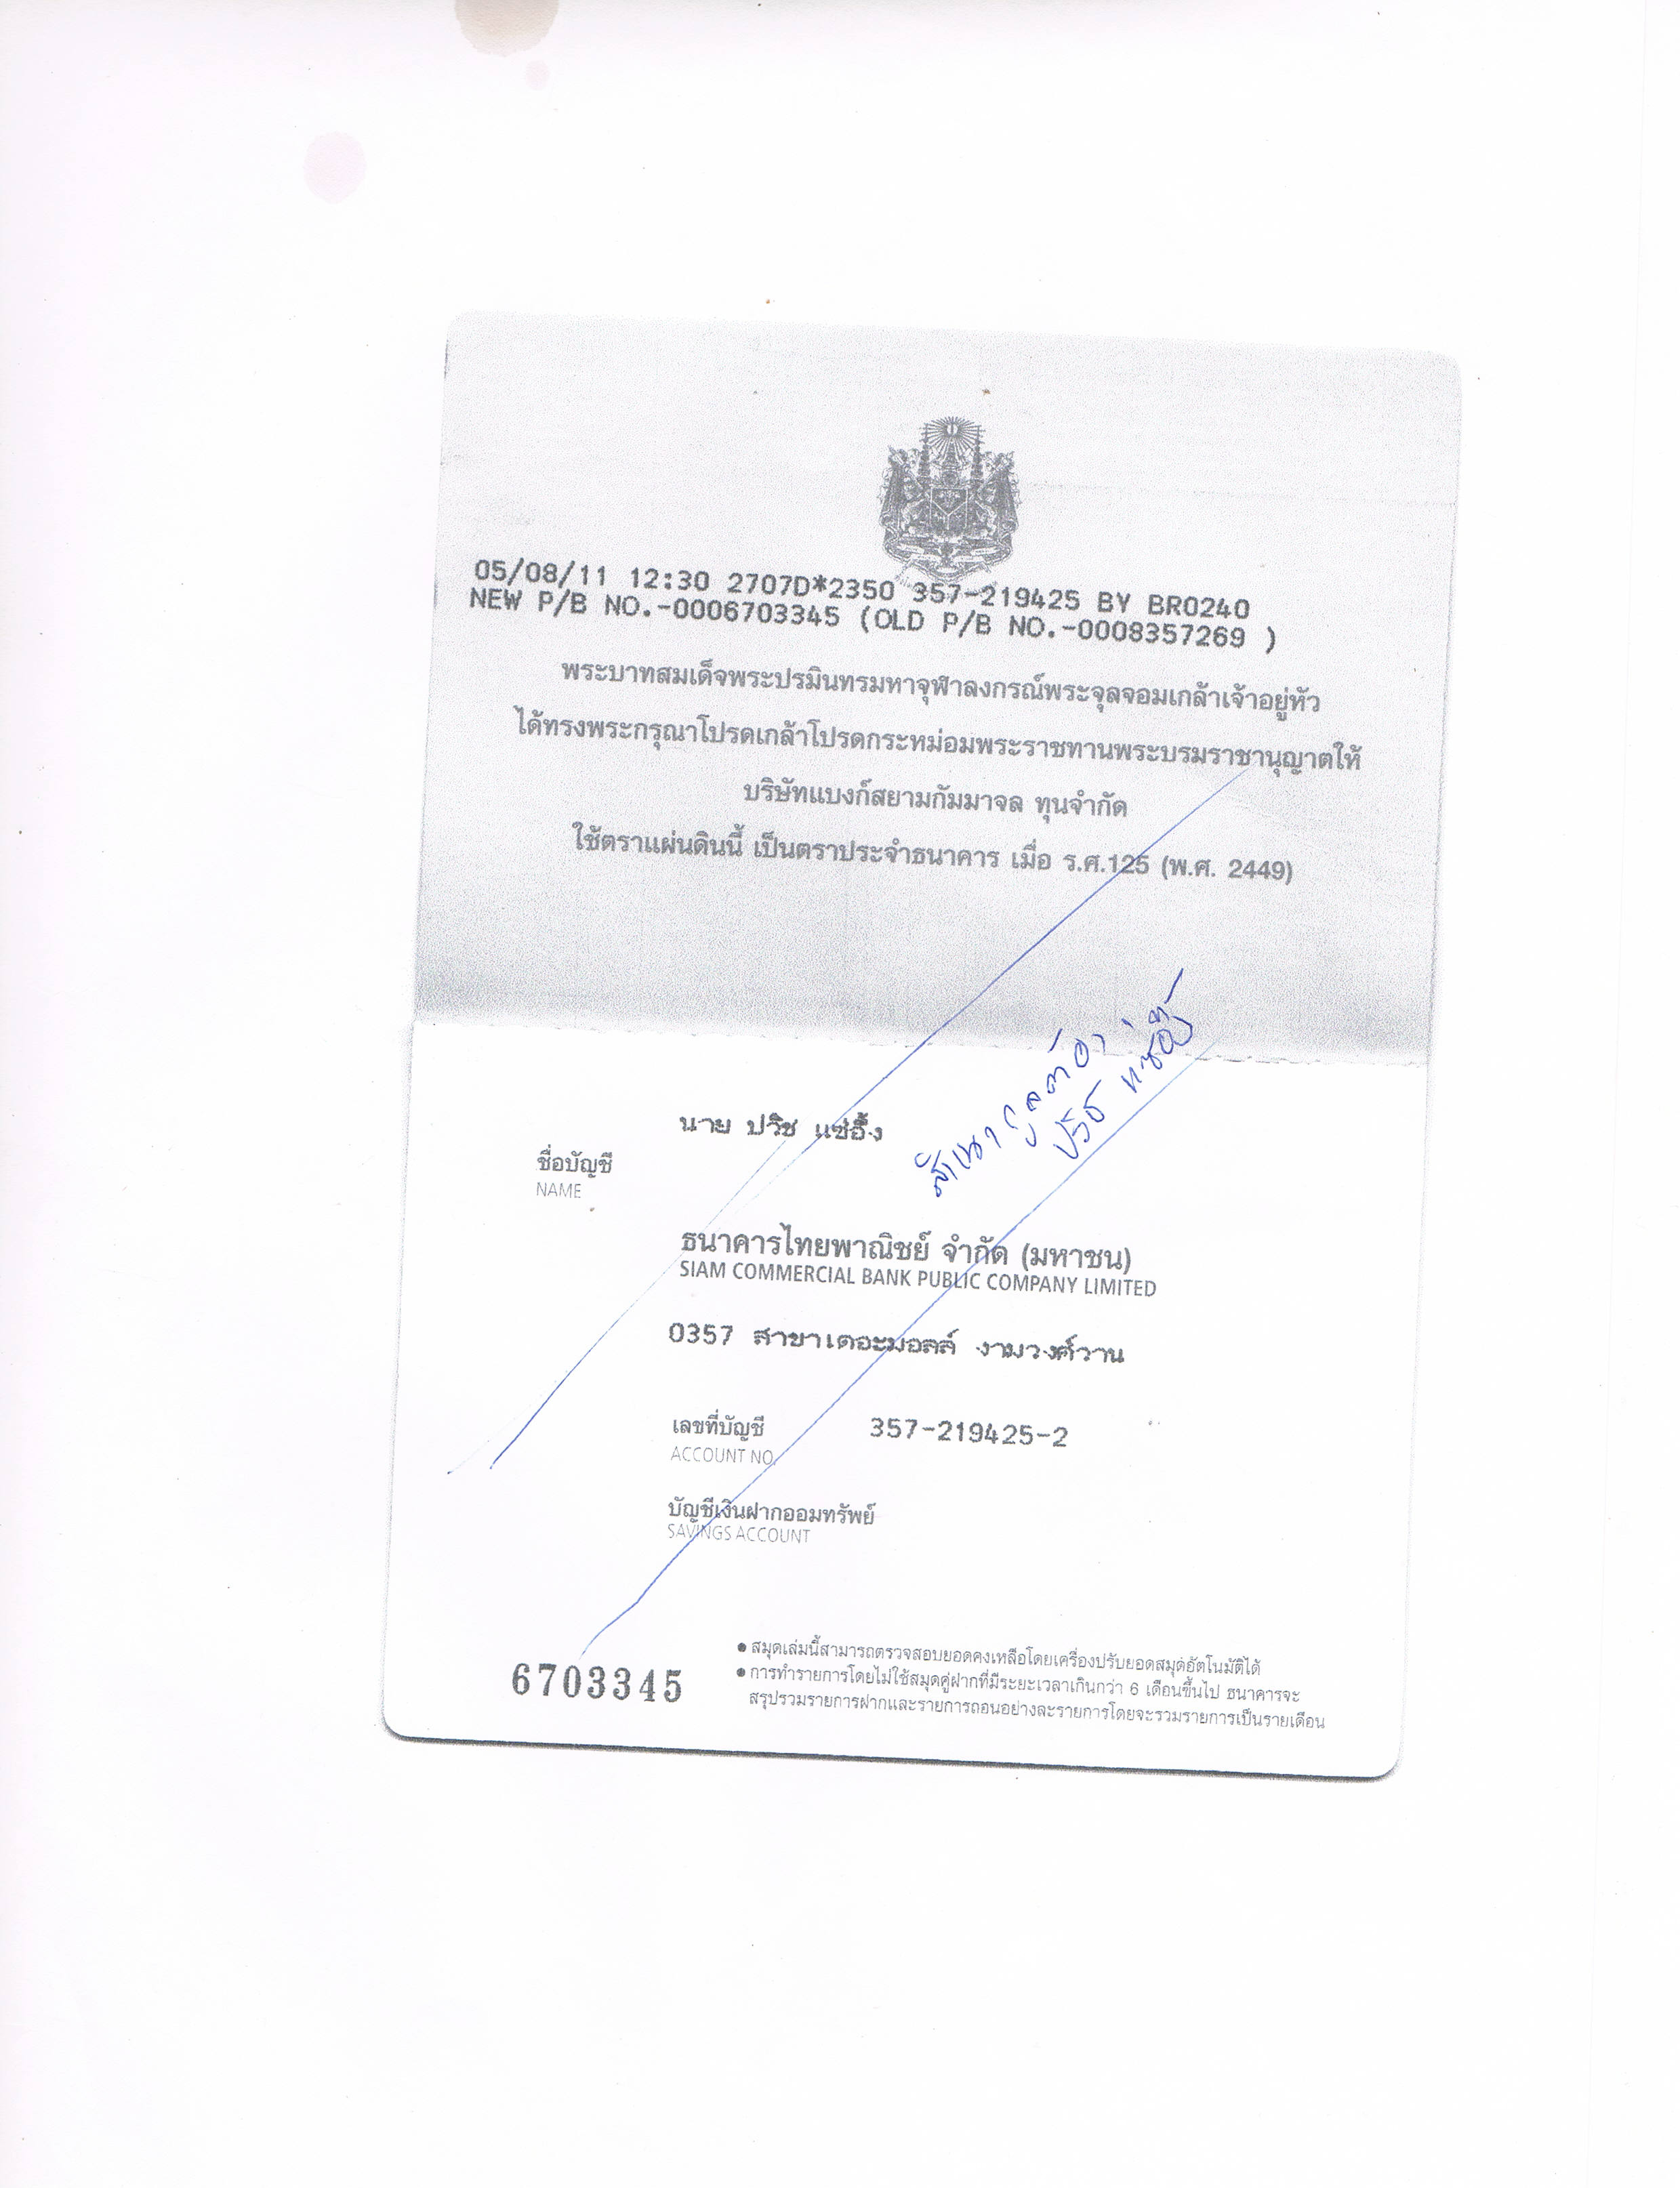 05/08/11 12:30 2707D*2350 357-219425 BY BR0240
NEW P/B NO.-0006703345 (OLD P/B NO.-0008357269 )
พระบาทสมเด็จพระปรมินทรมหาจุฬาลงกรณ์พระจุลจอมเกล้าเจ้าอยู่หัว
ได้ทรงพระกรุณาโปรดเกล้าโปรดกระหม่อมพระราชทานพระบรมราชานุญาตให้
บริษัทแบงก์สยามกัมมาจล ทุนจำกัด
ใช้ตราแผ่นดินนี้ เป็นตราประจำธนาคาร เมื่อ ร.ศ.125 (พ.ศ. 2449)
สำเนาถูกต้อง
ปวิช แซ่อึ้ง
นาย ปวิช แซ่อึ้ง
ชื่อบัญชี
NAME
ธนาคารไทยพาณิชย์ จำกัด (มหาชน)
SIAM COMMERCIAL BANK PUBLIC COMPANY LIMITED
0357 สาขาเดอะมอลล์ งามวงศ์วาน
เลขที่บัญชี 357-219425-2
ACCOUNT NO.
บัญชีเงินฝากออมทรัพย์
SAVINGS ACCOUNT
6703345
● สมุดเล่มนี้สามารถตรวจสอบยอดคงเหลือโดยเครื่องปรับยอดสมุดอัตโนมัติได้
● การทำรายการโดยไม่ใช้สมุดคู่ฝากที่มีระยะเวลาเกินกว่า 6 เดือนขึ้นไป ธนาคารจะ
สรุปรวมรายการฝากและรายการถอนอย่างละรายการโดยจะรวมรายการเป็นรายเดือน